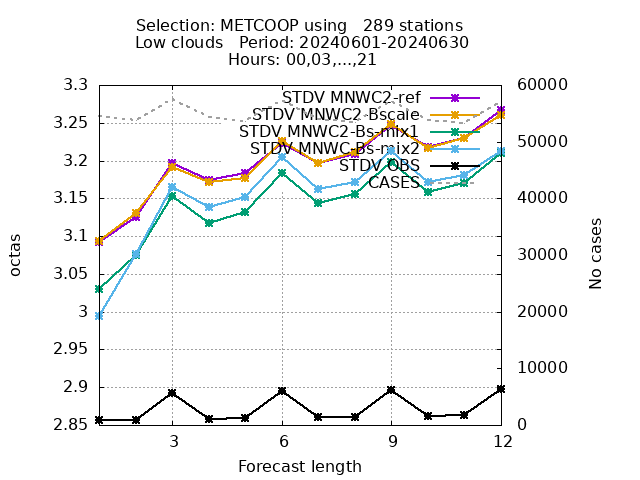 Selection: METCOOP using   289 stations
Low clouds   Period: 20240601-20240630
Hours: 00,03,...,21
3.3
3.25
3.2
3.15
3.1
3.05
3
2.95
2.9
2.85
octas
STDV MNWC2-ref
STDV MNWC2-Bscale
STDV MNWC2-Bs-mix1
STDV MNWC-Bs-mix2
STDV OBS
CASES
60000
50000
40000
30000
20000
10000
0
No cases
3 6 9 12
Forecast length